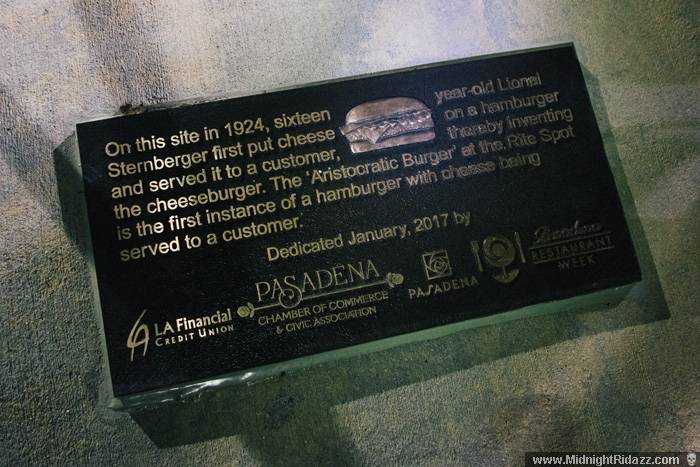 On this site in 1924, sixteen year-old Lionel
Sternberger first put cheese on a hamburger
and served it to a customer, thereby inventing
the cheeseburger. The 'Aristocratic Burger' at the Rite Spot
is the first instance of a hamburger with cheese being
served to a customer.
Dedicated January, 2017 by
LA Financial
CREDIT UNION
PASADENA
CHAMBER OF COMMERCE
& CIVIC ASSOCIATION
PASADENA
Pasadena
RESTAURANT
WEEK
www.MidnightRidazz.com